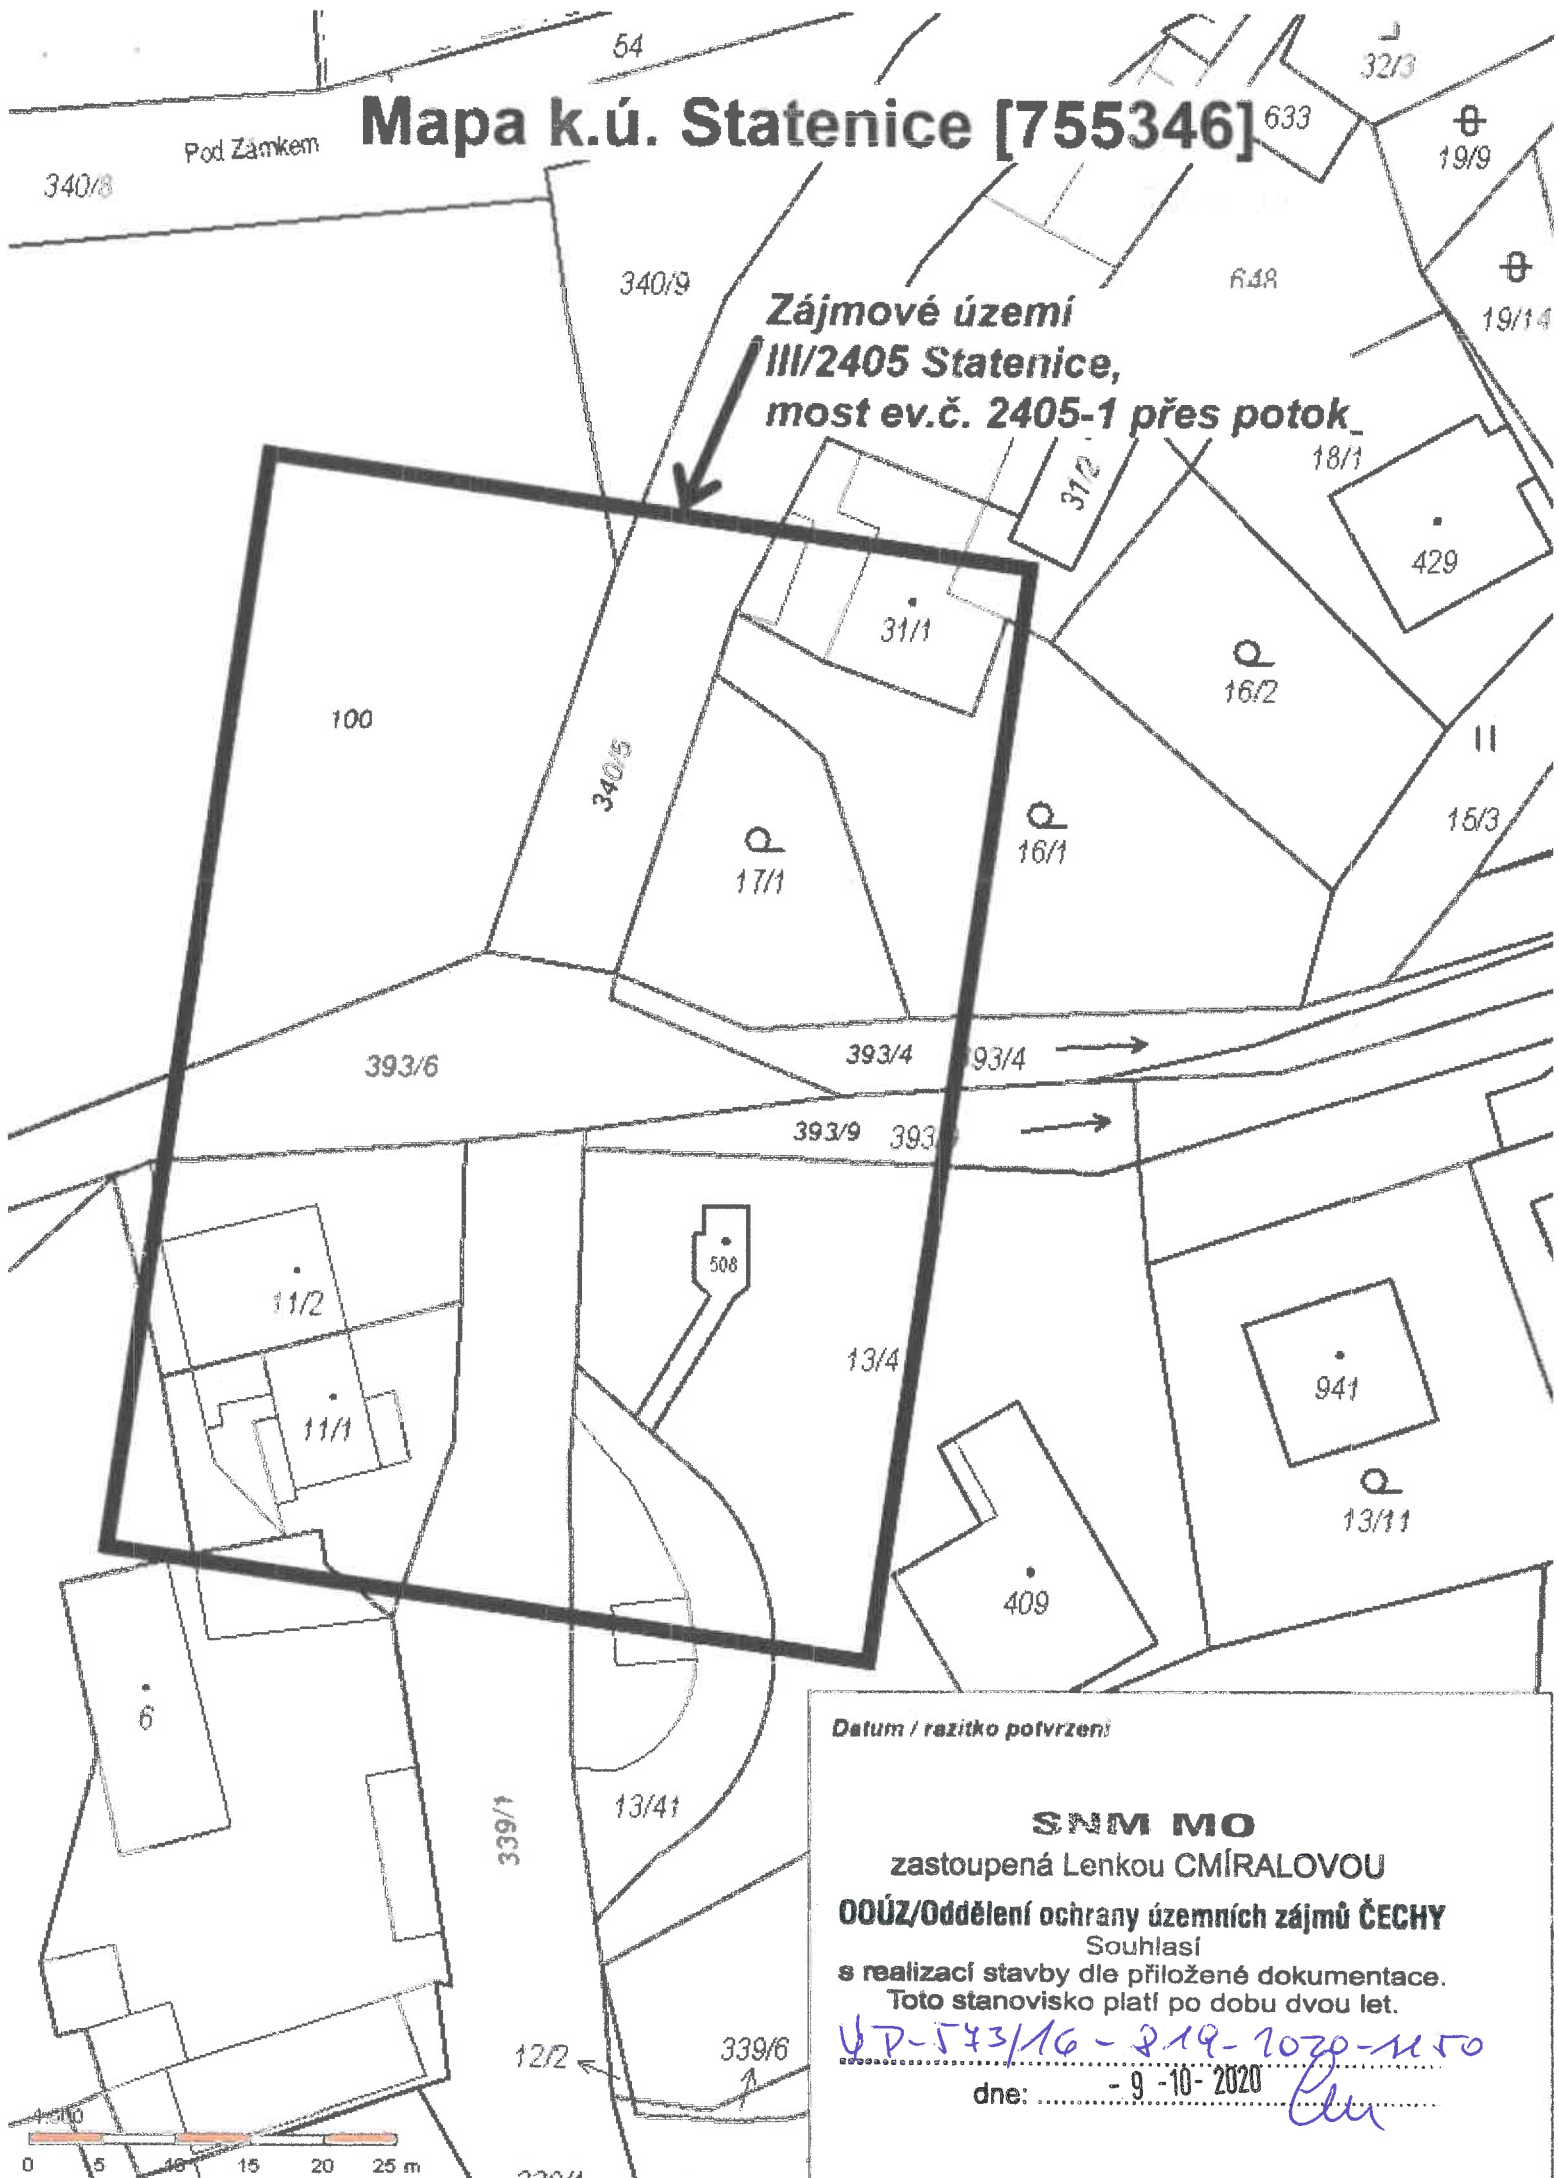 54
32/3
Mapa k.ú. Statenice [755346]
633
19/9
Pod Zámkem
340/8
340/9
648
19/14
Zájmové území
III/2405 Statenice,
most ev.č. 2405-1 přes potok
31/2
18/1
429
31/1
16/2
100
340/5
17/1
16/1
15/3
393/6
393/4
93/4
393/9
393/
508
11/2
13/4
941
11/1
13/11
409
6
13/41
339/1
Datum / razítko potvrzení
SNM MO
zastoupená Lenkou CMÍRALOVOU
OOÚZ/Oddělení ochrany územních zájmů ČECHY
Souhlasí
s realizací stavby dle přiložené dokumentace.
Toto stanovisko platí po dobu dvou let.
dne: - 9 -10- 2020
12/2
339/6
1:500
0 5 10 15 20 25 m